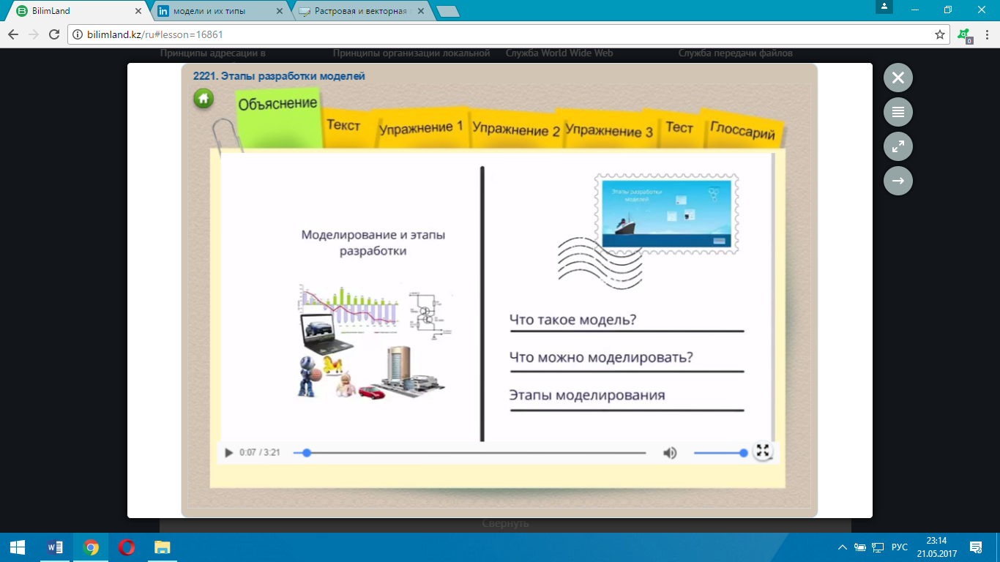 BilimLand
модели и их типы
Растровая и векторная
bilimland.kz/ru#lesson=16861
0
Принципы адресации в
Принципы организации локальной
Служба World Wide Web
Служба передачи файлов
2221. Этапы разработки моделей
Объяснение
Текст
Упражнение 1
Упражнение 2
Упражнение 3
Тест
Глоссарий
Этапы разработки
моделей
Моделирование и этапы
разработки
Что такое модель?
Что можно моделировать?
Этапы моделирования
0:07 / 3:21
Свернуть
РУС
23:14
21.05.2017